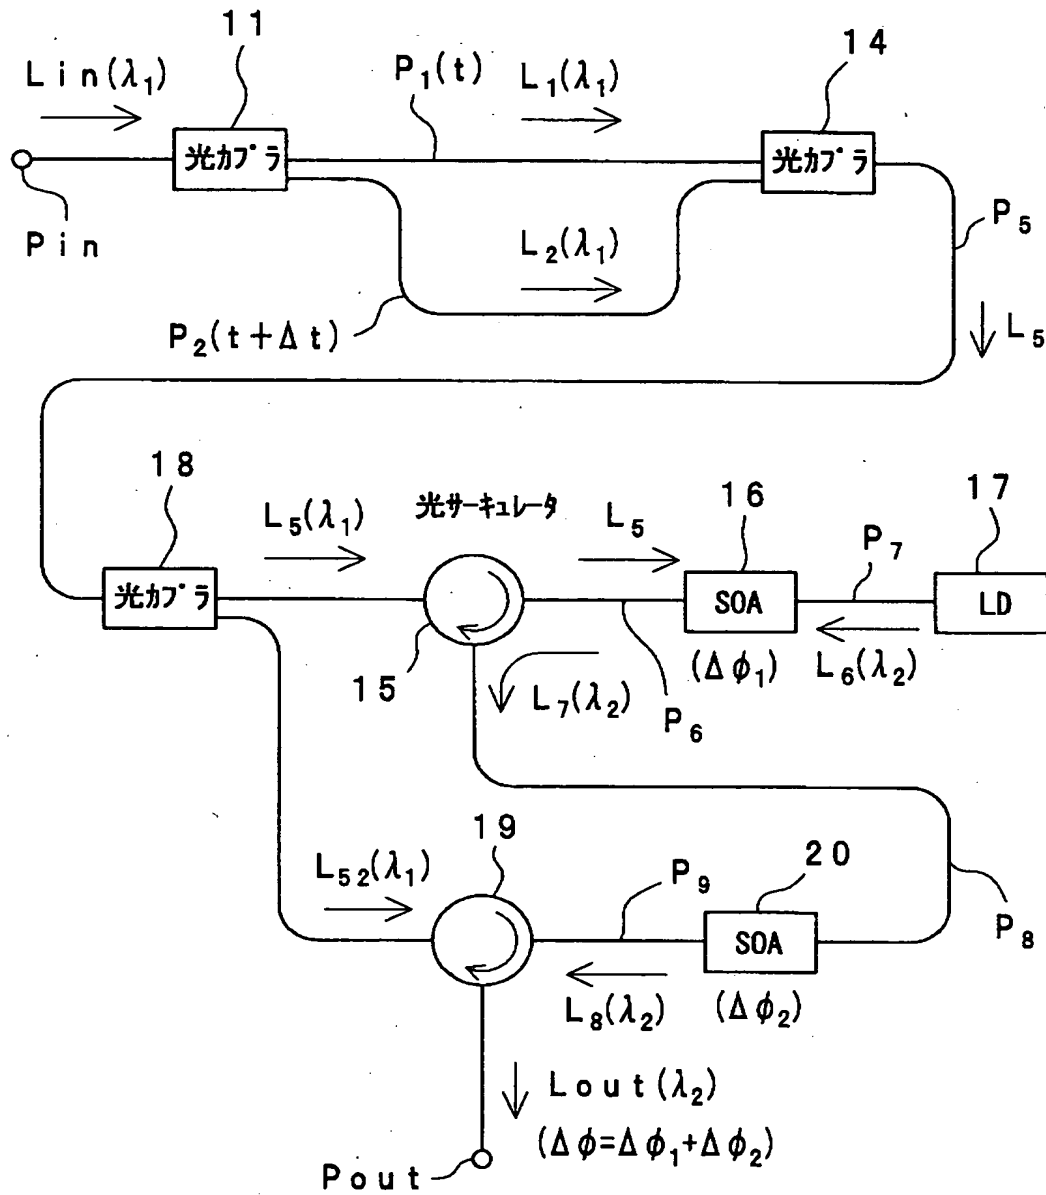 11
14
Lin(λ₁)
P₁(t)
L₁(λ₁)
光カプラ
光カプラ
Pin
L₂(λ₁)
P₅
P₂(t+Δt)
L₅
18
光サーキュレータ
16
17
L₅(λ₁)
L₅
P₇
光カプラ
SOA
LD
15
(Δφ₁)
L₆(λ₂)
L₇(λ₂)
P₆
19
20
L₅₂(λ₁)
P₉
SOA
P₈
L₈(λ₂)
(Δφ₂)
Lout(λ₂)
(Δφ=Δφ₁+Δφ₂)
Pout